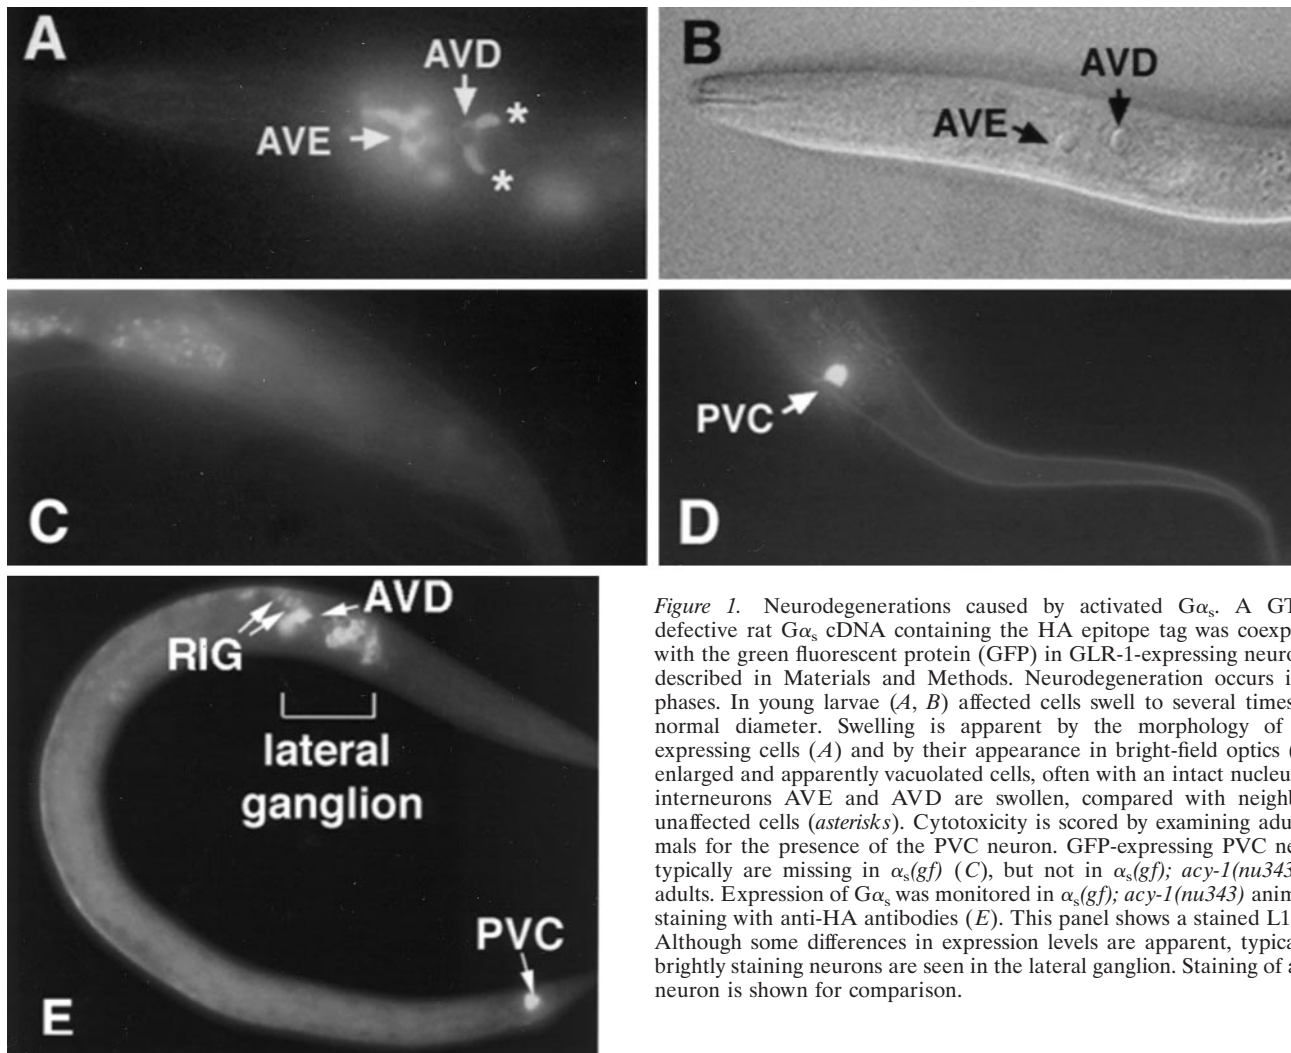 A
AVD
*
AVE
*
B
AVD
AVE
C
PVC
D
AVD
RIG
lateral
ganglion
PVC
E
Figure 1. Neurodegenerations caused by activated Gαs. A GT
defective rat Gαs cDNA containing the HA epitope tag was coexp
with the green fluorescent protein (GFP) in GLR-1-expressing neuro
described in Materials and Methods. Neurodegeneration occurs i
phases. In young larvae (A, B) affected cells swell to several times
normal diameter. Swelling is apparent by the morphology of
expressing cells (A) and by their appearance in bright-field optics (
enlarged and apparently vacuolated cells, often with an intact nucleu
interneurons AVE and AVD are swollen, compared with neighb
unaffected cells (asterisks). Cytotoxicity is scored by examining adu
mals for the presence of the PVC neuron. GFP-expressing PVC ne
typically are missing in αs(gf) (C), but not in αs(gf); acy-1(nu343
adults. Expression of Gαs was monitored in αs(gf); acy-1(nu343) anim
staining with anti-HA antibodies (E). This panel shows a stained L1
Although some differences in expression levels are apparent, typica
brightly staining neurons are seen in the lateral ganglion. Staining of a
neuron is shown for comparison.